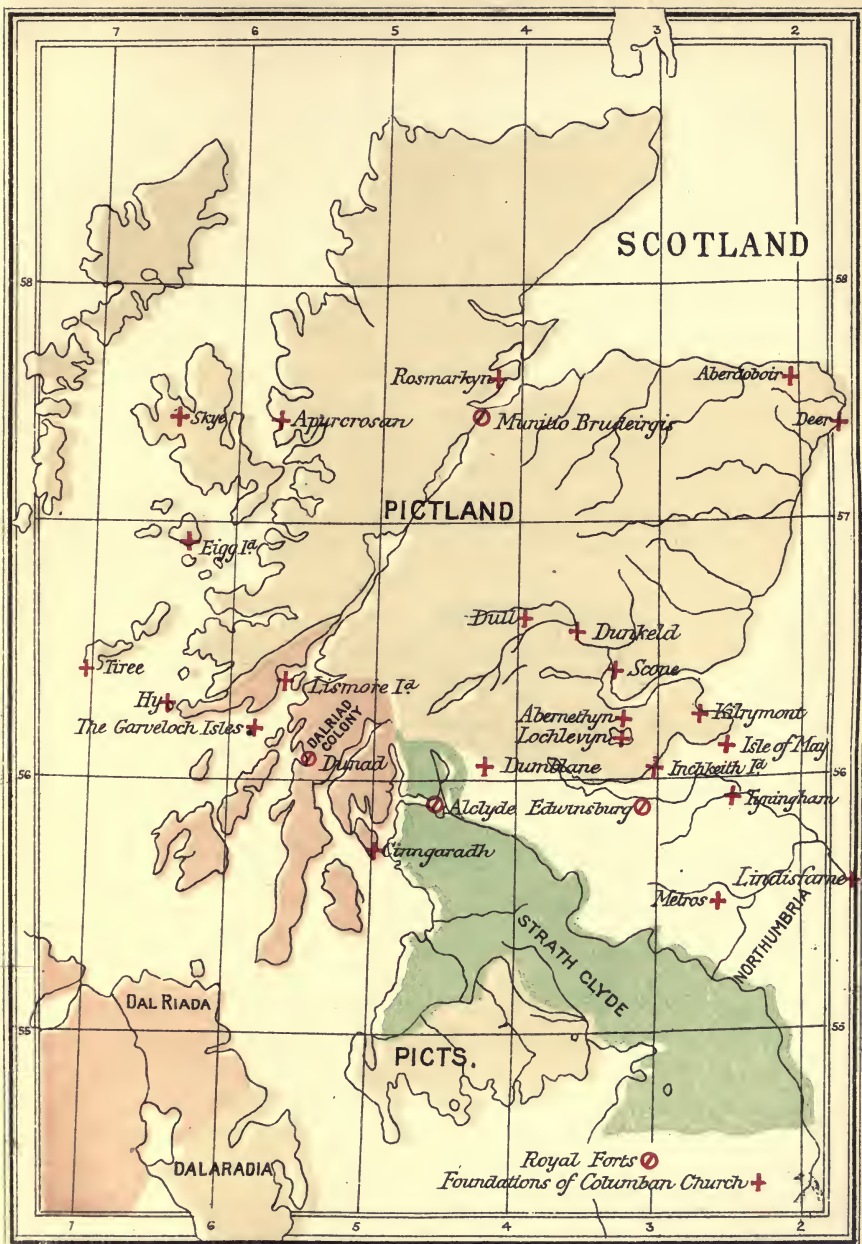 7 6 5 4 3 2
SCOTLAND
58 58
Rosmarkyn
Aberdoboir
Skye
Apurcrosan
Munitio Brudeirgis
Deer
PICTLAND
57 57
Eigg Iᵈ
Dull
Dunkeld
Tiree
Scone
Hy
Lismore Iᵈ
The Garveloch Isles
DALRIAD
COLONY
Abernethyn
Kilrymont
Lochlevyn
Isle of May
Dunad
Dumblane
Inchkeith Iᵈ
56 56
Alclyde
Edwinsburg
Tyningham
Cinngaradh
Lindisfarne
Melros
NORTHUMBRIA
STRATH CLYDE
DAL RIADA
55 55
PICTS.
DALARADIA
Royal Forts
Foundations of Columban Church
7 6 5 4 3 2